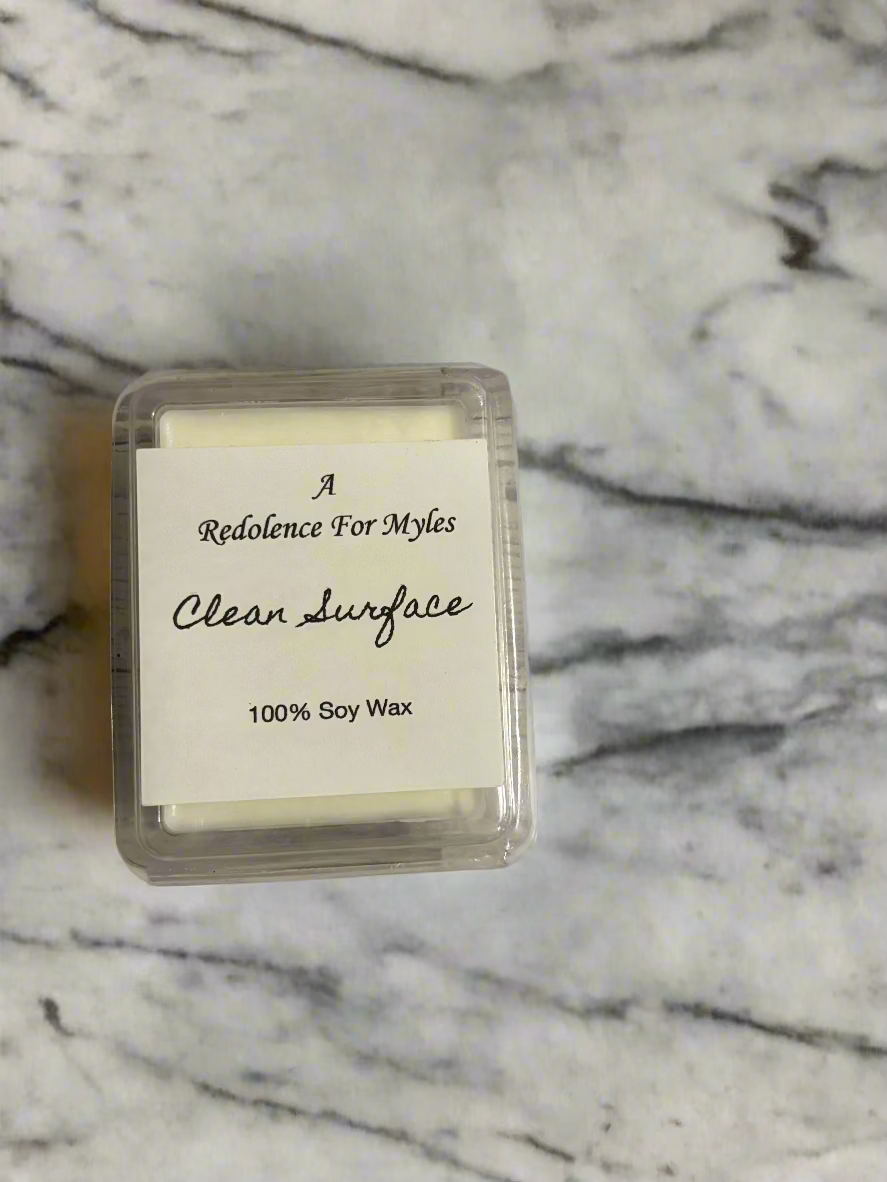 A
Redolence For Myles
Clean Surface
100% Soy Wax